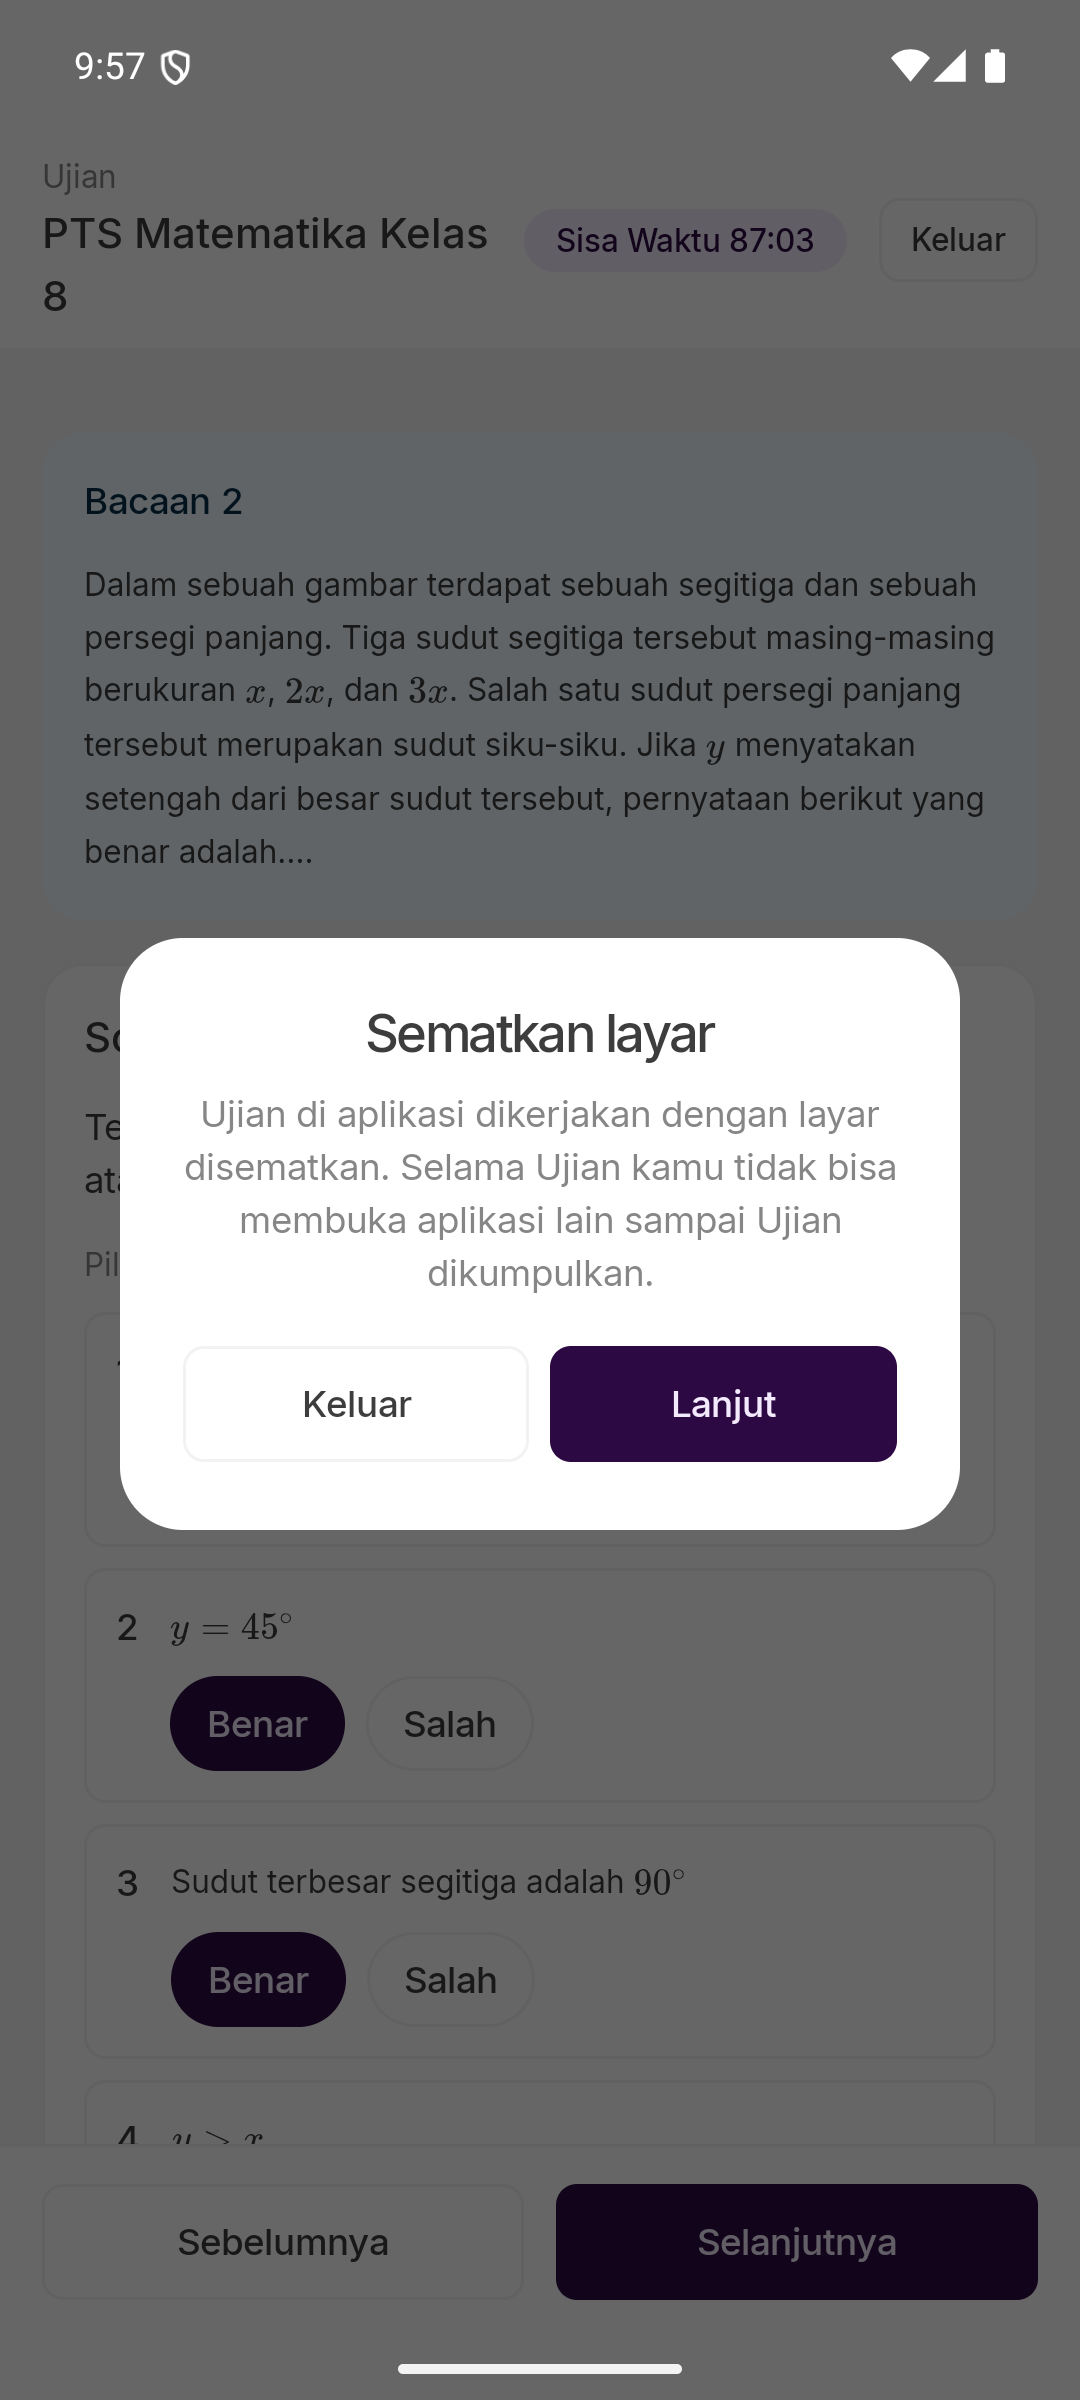 9:57
Ujian
PTS Matematika Kelas
8
Sisa Waktu 87:03
Keluar
Bacaan 2
Dalam sebuah gambar terdapat sebuah segitiga dan sebuah
persegi panjang. Tiga sudut segitiga tersebut masing-masing
berukuran x, 2x, dan 3x. Salah satu sudut persegi panjang
tersebut merupakan sudut siku-siku. Jika y menyatakan
setengah dari besar sudut tersebut, pernyataan berikut yang
benar adalah....
Sematkan layar
Ujian di aplikasi dikerjakan dengan layar
disematkan. Selama Ujian kamu tidak bisa
membuka aplikasi lain sampai Ujian
dikumpulkan.
Keluar
Lanjut
2 y = 45°
Benar
Salah
3 Sudut terbesar segitiga adalah 90°
Benar
Salah
4 y > x
Sebelumnya
Selanjutnya